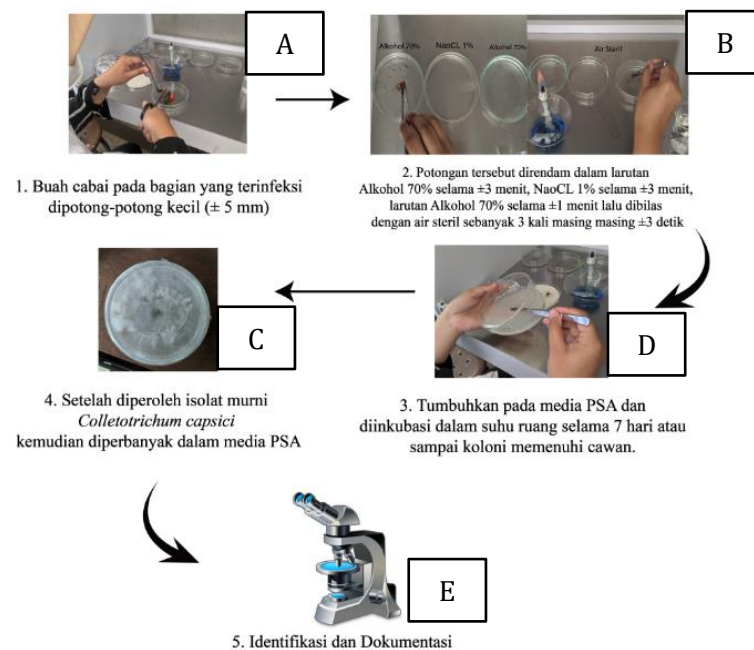 A
B
Alkohol 70%
NaoCL 1%
Alkohol 70%
Air Steril
1. Buah cabai pada bagian yang terinfeksi
dipotong-potong kecil (± 5 mm)
2. Potongan tersebut direndam dalam larutan
Alkohol 70% selama ±3 menit, NaoCL 1% selama ±3 menit,
larutan Alkohol 70% selama ±1 menit lalu dibilas
dengan air steril sebanyak 3 kali masing masing ±3 detik
C
D
4. Setelah diperoleh isolat murni
Colletotrichum capsici
kemudian diperbanyak dalam media PSA
3. Tumbuhkan pada media PSA dan
diinkubasi dalam suhu ruang selama 7 hari atau
sampai koloni memenuhi cawan.
E
5. Identifikasi dan Dokumentasi